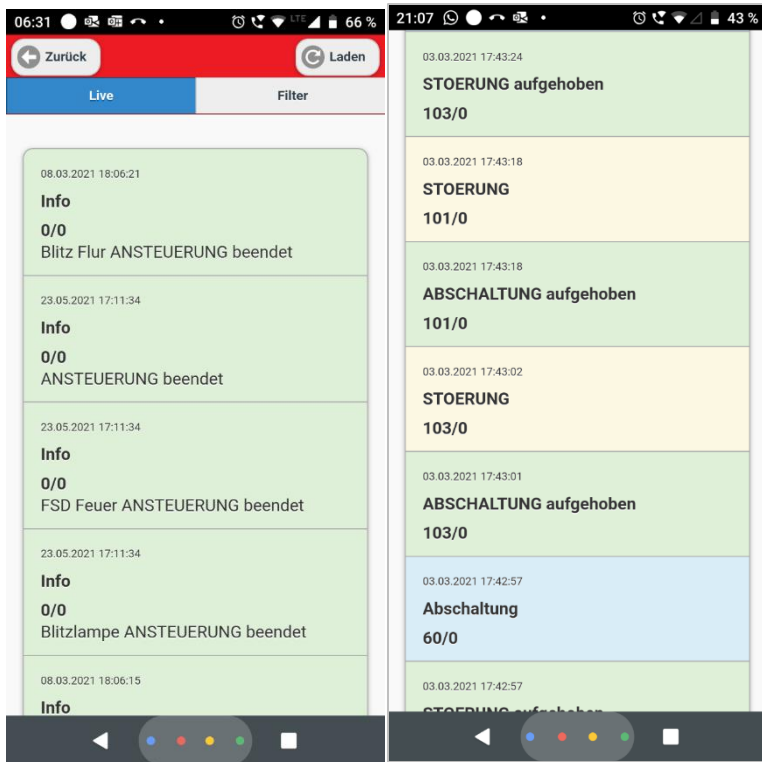 06:31 LTE 66 %
Zurück
Laden
Live
Filter
08.03.2021 18:06:21
Info
0/0
Blitz Flur ANSTEUERUNG beendet
23.05.2021 17:11:34
Info
0/0
ANSTEUERUNG beendet
23.05.2021 17:11:34
Info
0/0
FSD Feuer ANSTEUERUNG beendet
23.05.2021 17:11:34
Info
0/0
Blitzlampe ANSTEUERUNG beendet
08.03.2021 18:06:15
Info
21:07 43 %
03.03.2021 17:43:24
STOERUNG aufgehoben
103/0
03.03.2021 17:43:18
STOERUNG
101/0
03.03.2021 17:43:18
ABSCHALTUNG aufgehoben
101/0
03.03.2021 17:43:02
STOERUNG
103/0
03.03.2021 17:43:01
ABSCHALTUNG aufgehoben
103/0
03.03.2021 17:42:57
Abschaltung
60/0
03.03.2021 17:42:57
STOERUNG aufgehoben